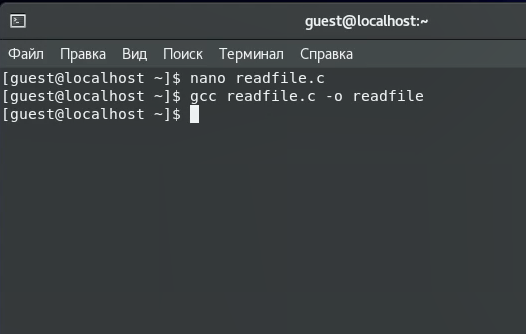 guest@localhost:~
Файл Правка Вид Поиск Терминал Справка
[guest@localhost ~]$ nano readfile.c
[guest@localhost ~]$ gcc readfile.c -o readfile
[guest@localhost ~]$